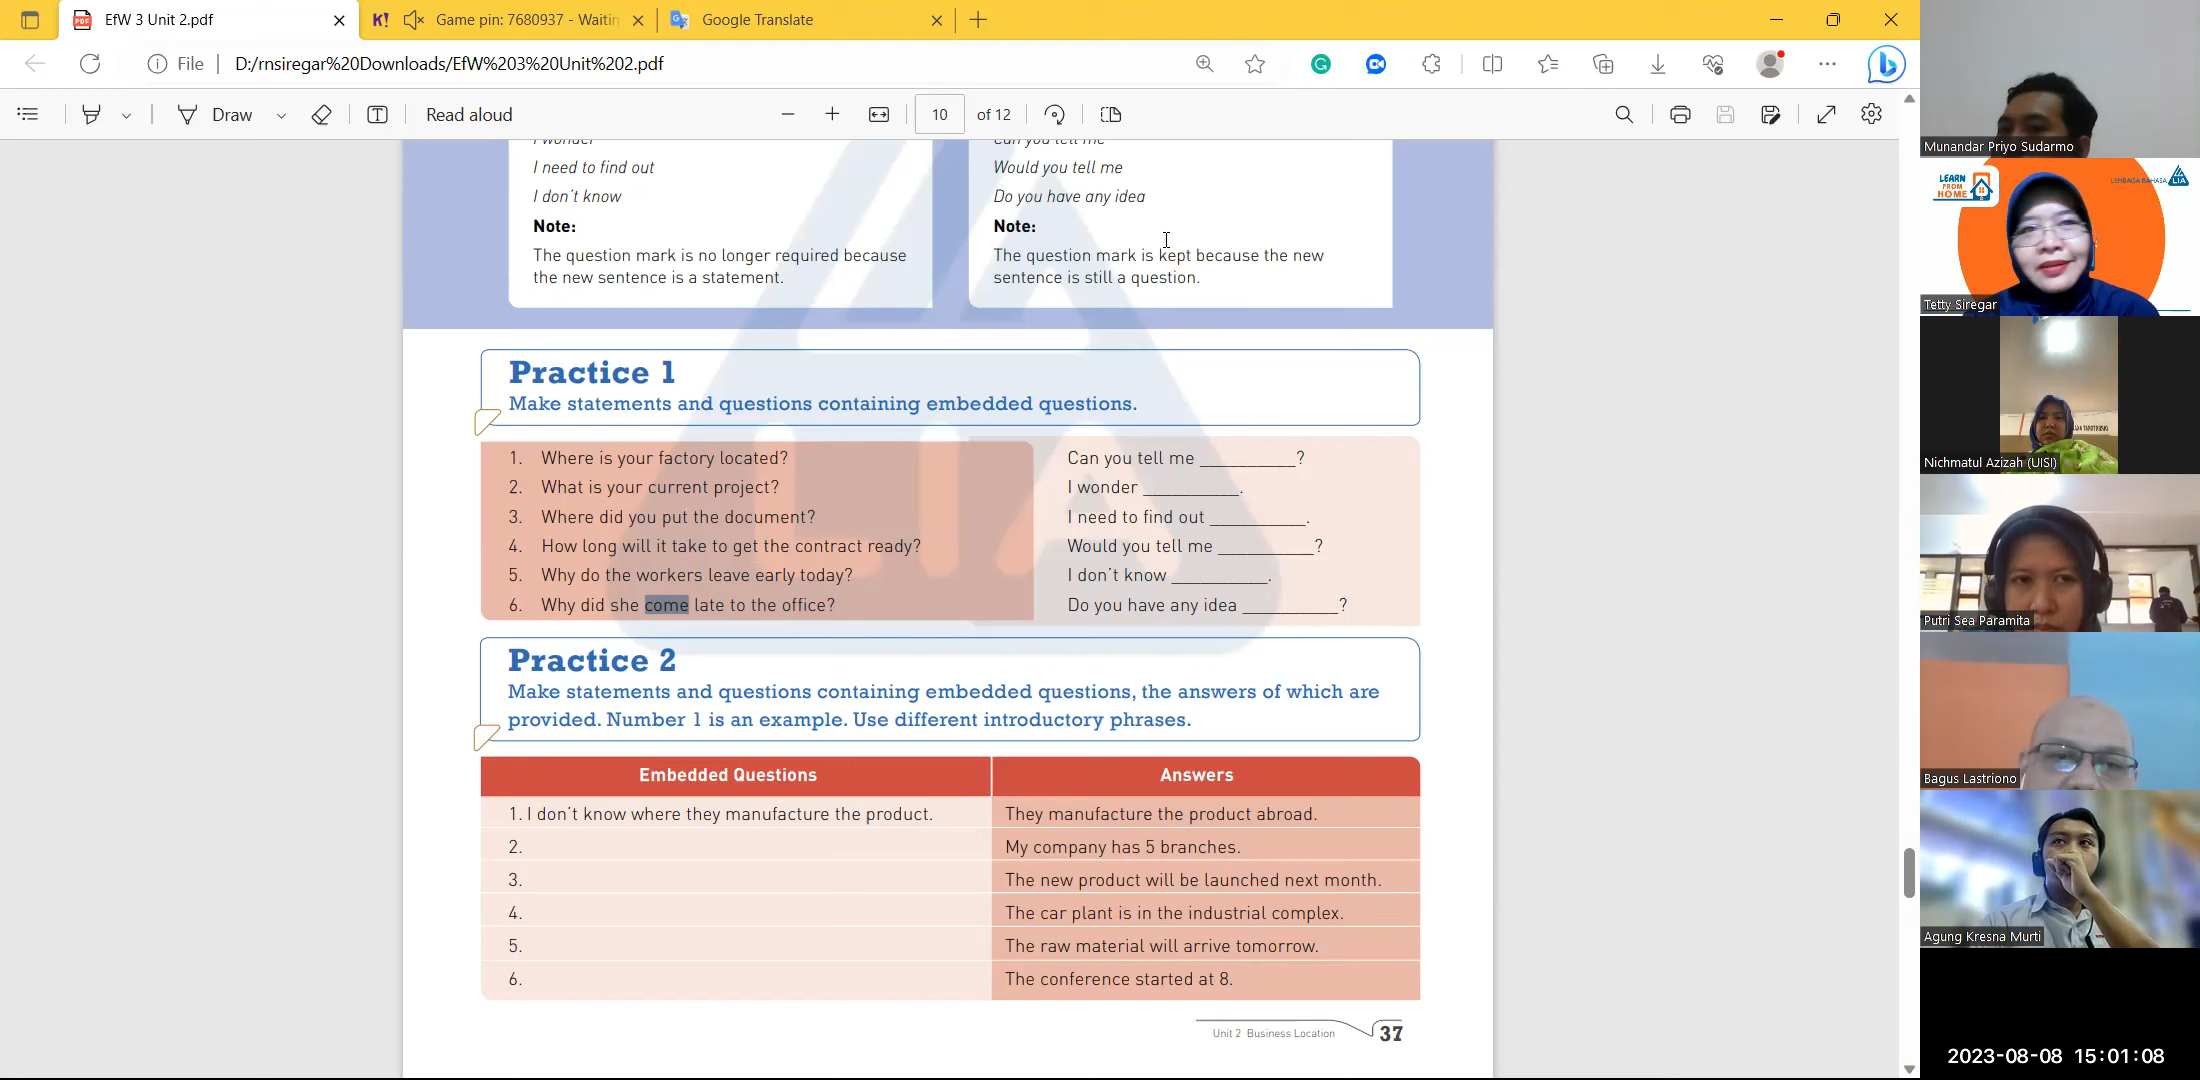 EfW 3 Unit 2.pdf
K! Game pin: 7680937 - Waitin
Google Translate
File D:/rnsiregar%20Downloads/EfW%203%20Unit%202.pdf
Draw
Read aloud
10 of 12
I wonder
I need to find out
I don't know
Note:
The question mark is no longer required because
the new sentence is a statement.
Can you tell me
Would you tell me
Do you have any idea
Note:
The question mark is kept because the new
sentence is still a question.
Practice 1
Make statements and questions containing embedded questions.
1. Where is your factory located? Can you tell me __________?
2. What is your current project? I wonder __________.
3. Where did you put the document? I need to find out __________.
4. How long will it take to get the contract ready? Would you tell me __________?
5. Why do the workers leave early today? I don't know __________.
6. Why did she come late to the office? Do you have any idea __________?
Practice 2
Make statements and questions containing embedded questions, the answers of which are
provided. Number 1 is an example. Use different introductory phrases.
Embedded Questions Answers
1. I don't know where they manufacture the product. They manufacture the product abroad.
2. My company has 5 branches.
3. The new product will be launched next month.
4. The car plant is in the industrial complex.
5. The raw material will arrive tomorrow.
6. The conference started at 8.
Unit 2 Business Location 37
LIA
Munandar Priyo Sudarmo
LEARN
FROM
HOME
LEMBAGA BAHASA LIA
Tetty Siregar
Nichmatul Azizah (UISI)
Putri Sea Paramita
Bagus Lastriono
Agung Kresna Murti
2023-08-08 15:01:08